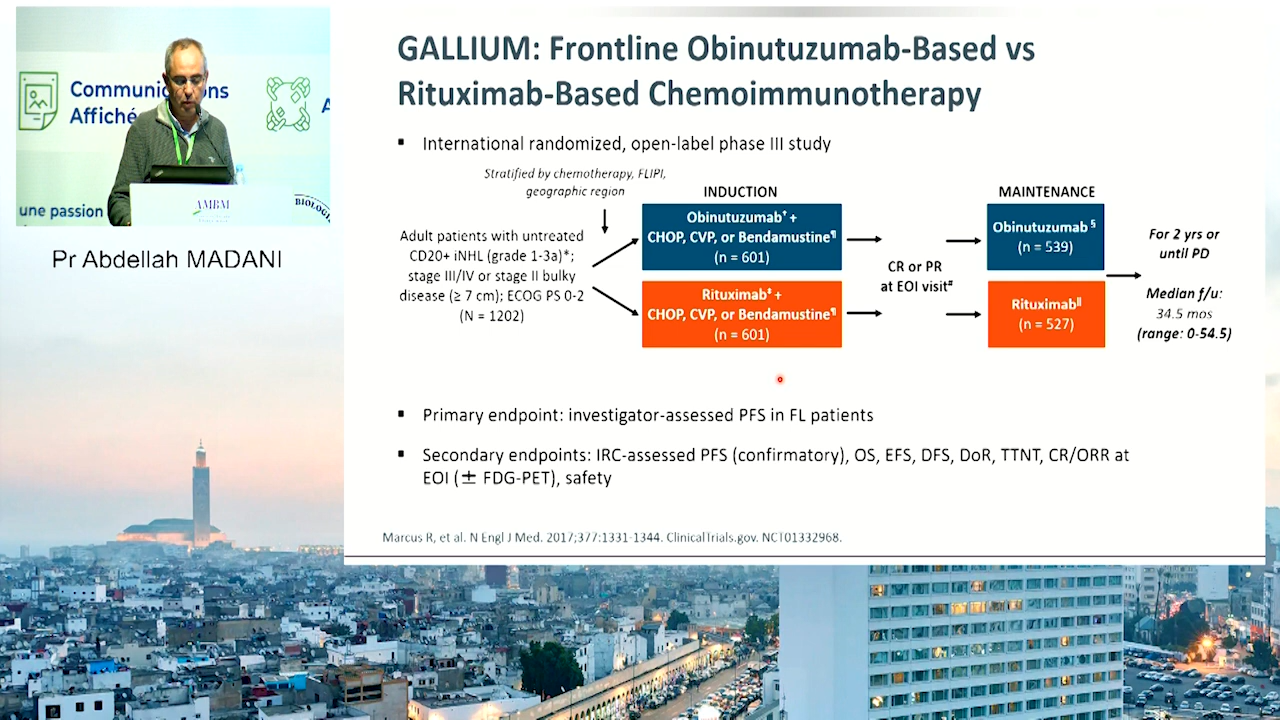 Communic ns
Affiché
A
une passion
AMBM
BIOLOGI
Pr Abdellah MADANI
GALLIUM: Frontline Obinutuzumab-Based vs
Rituximab-Based Chemoimmunotherapy
▪ International randomized, open-label phase III study
Stratified by chemotherapy, FLIPI,
geographic region
INDUCTION
MAINTENANCE
Adult patients with untreated
CD20+ iNHL (grade 1-3a)*;
stage III/IV or stage II bulky
disease (≥ 7 cm); ECOG PS 0-2
(N = 1202)
Obinutuzumab† +
CHOP, CVP, or Bendamustine¶
(n = 601)
Rituximab‡ +
CHOP, CVP, or Bendamustine¶
(n = 601)
CR or PR
at EOI visit#
Obinutuzumab §
(n = 539)
Rituximab‖
(n = 527)
For 2 yrs or
until PD
Median f/u:
34.5 mos
(range: 0-54.5)
▪ Primary endpoint: investigator-assessed PFS in FL patients
▪ Secondary endpoints: IRC-assessed PFS (confirmatory), OS, EFS, DFS, DoR, TTNT, CR/ORR at
EOI (± FDG-PET), safety
Marcus R, et al. N Engl J Med. 2017;377:1331-1344. ClinicalTrials.gov. NCT01332968.